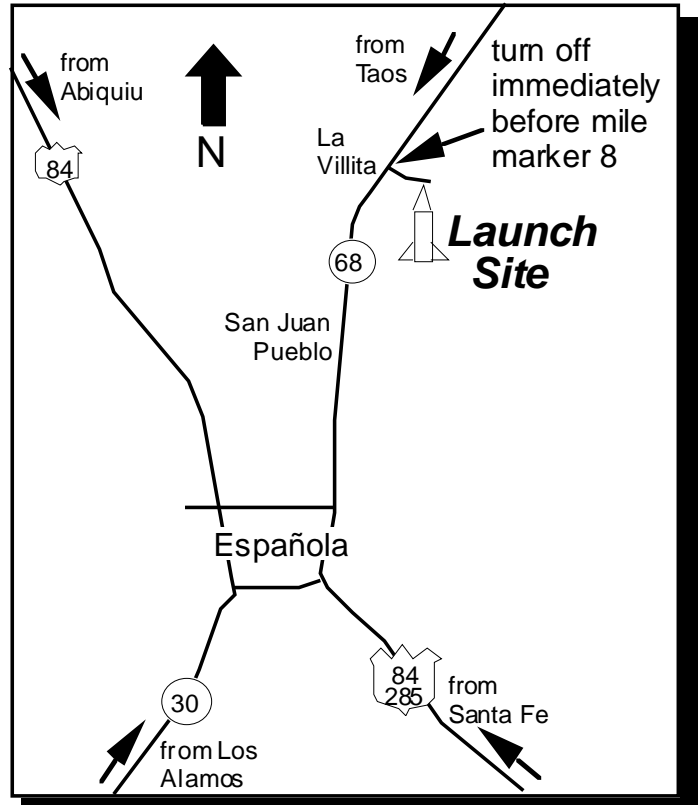 from
Abiquiu
84
N
from
Taos
turn off
immediately
before mile
marker 8
La
Villita
Launch
Site
68
San Juan
Pueblo
Española
84
285
from
Santa Fe
30
from Los
Alamos